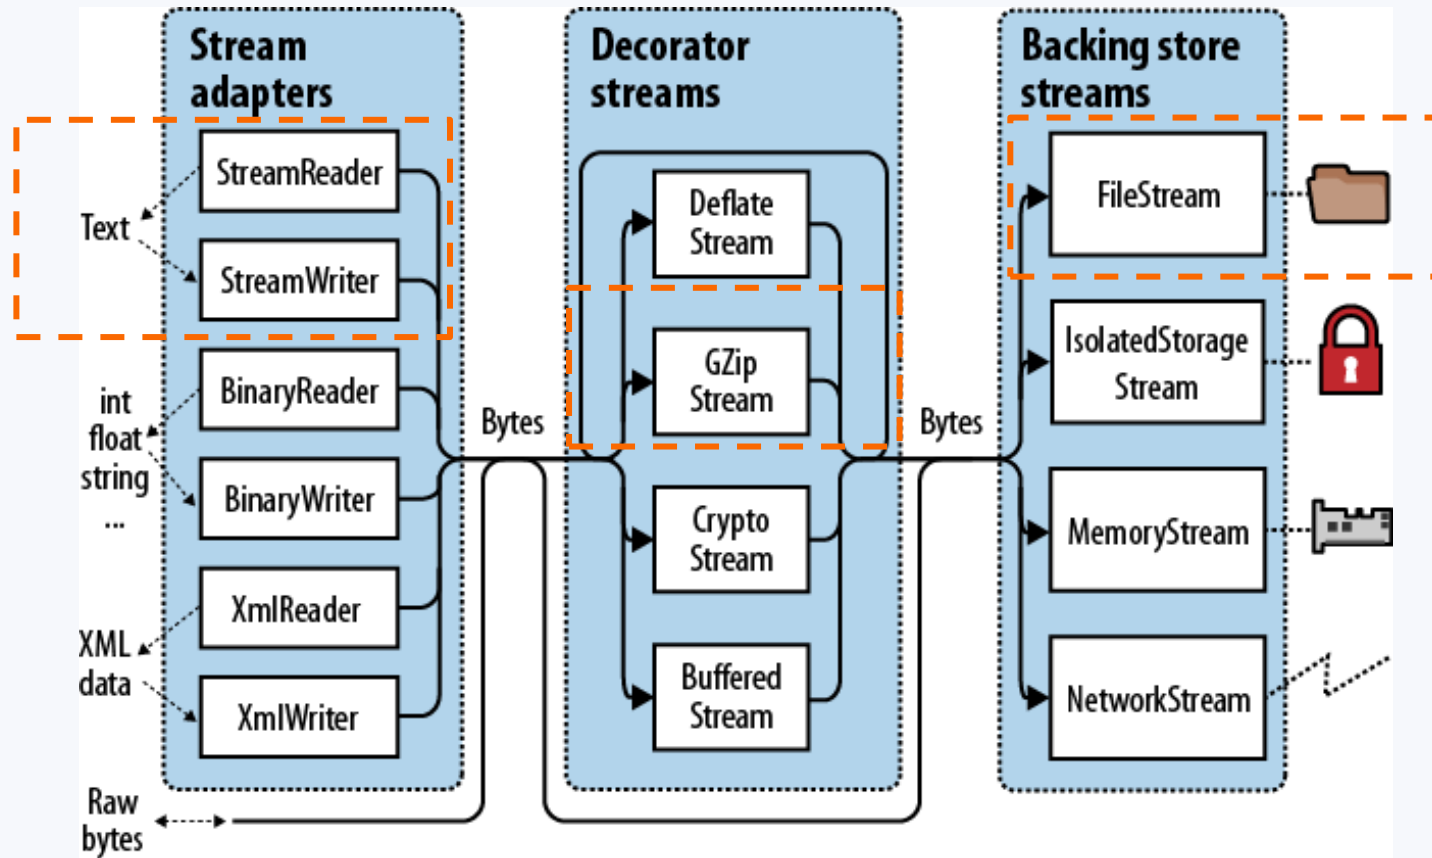 Stream
adapters
StreamReader
Text
StreamWriter
BinaryReader
int
float
string
...
BinaryWriter
XmlReader
XML
data
XmlWriter
Raw
bytes
Bytes
Decorator
streams
Deflate
Stream
GZip
Stream
Crypto
Stream
Buffered
Stream
Bytes
Backing store
streams
FileStream
IsolatedStorage
Stream
MemoryStream
NetworkStream